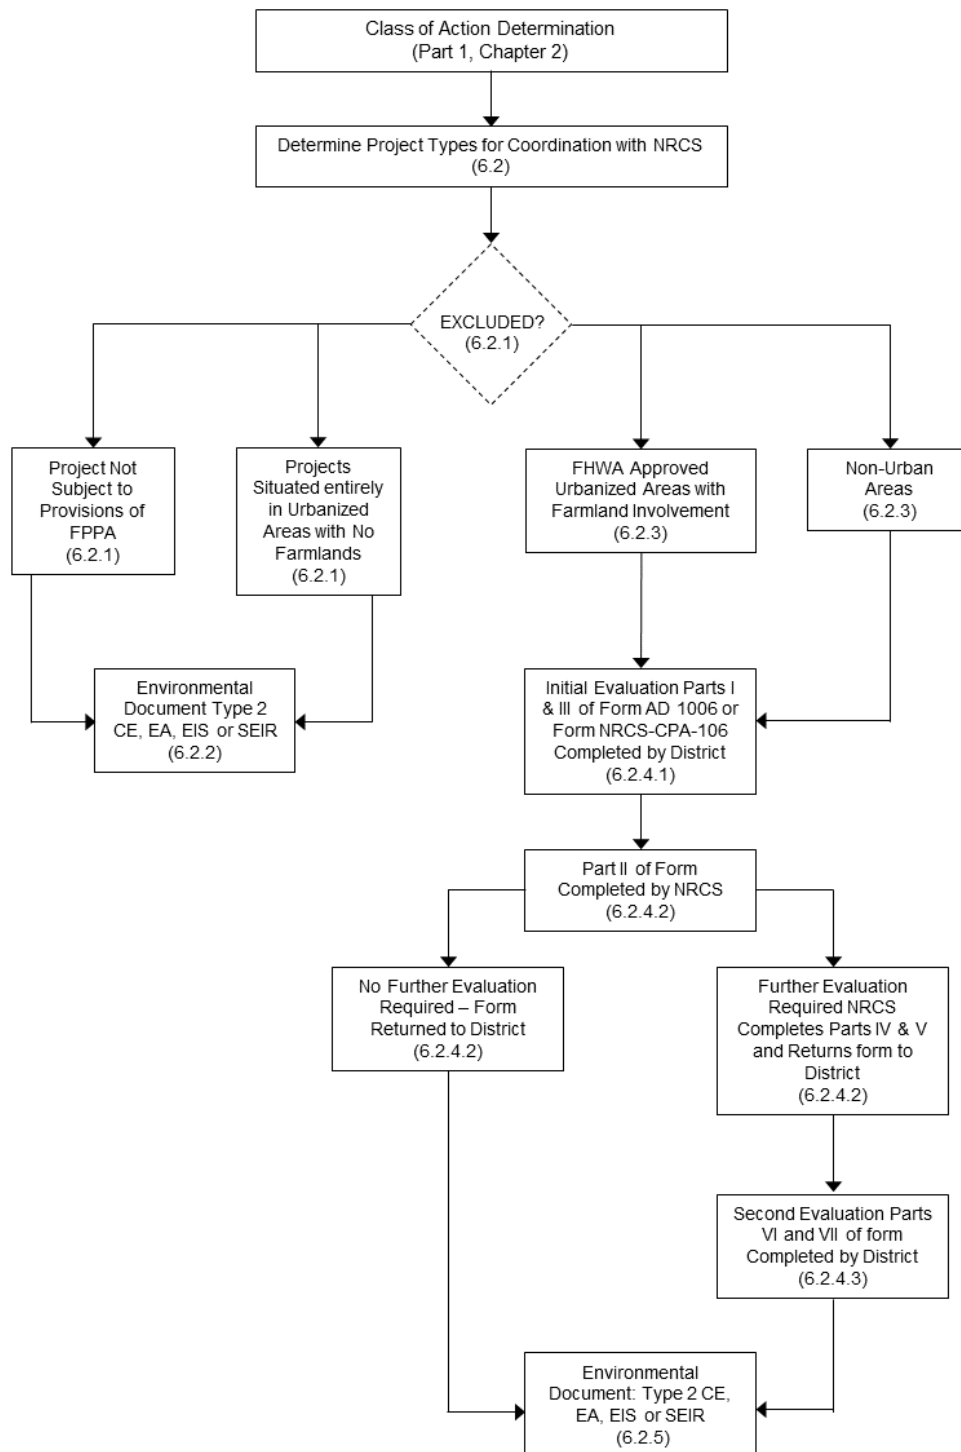 Class of Action Determination
(Part 1, Chapter 2)
Determine Project Types for Coordination with NRCS
(6.2)
EXCLUDED?
(6.2.1)
Project Not
Subject to
Provisions of
FPPA
(6.2.1)
Projects
Situated entirely
in Urbanized
Areas with No
Farmlands
(6.2.1)
FHWA Approved
Urbanized Areas with
Farmland Involvement
(6.2.3)
Non-Urban
Areas
(6.2.3)
Environmental
Document Type 2
CE, EA, EIS or SEIR
(6.2.2)
Initial Evaluation Parts I
& III of Form AD 1006 or
Form NRCS-CPA-106
Completed by District
(6.2.4.1)
Part II of Form
Completed by NRCS
(6.2.4.2)
No Further Evaluation
Required – Form
Returned to District
(6.2.4.2)
Further Evaluation
Required NRCS
Completes Parts IV & V
and Returns form to
District
(6.2.4.2)
Second Evaluation Parts
VI and VII of form
Completed by District
(6.2.4.3)
Environmental
Document: Type 2 CE,
EA, EIS or SEIR
(6.2.5)